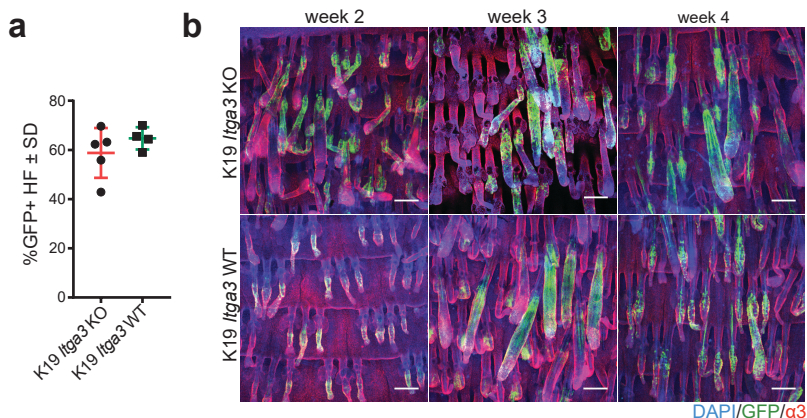 a
b
week 2
week 3
week 4
%GFP+ HF ± SD
80
60
40
20
0
K19 Itga3 KO
K19 Itga3 WT
K19 Itga3 KO
K19 Itga3 WT
DAPI/GFP/α3